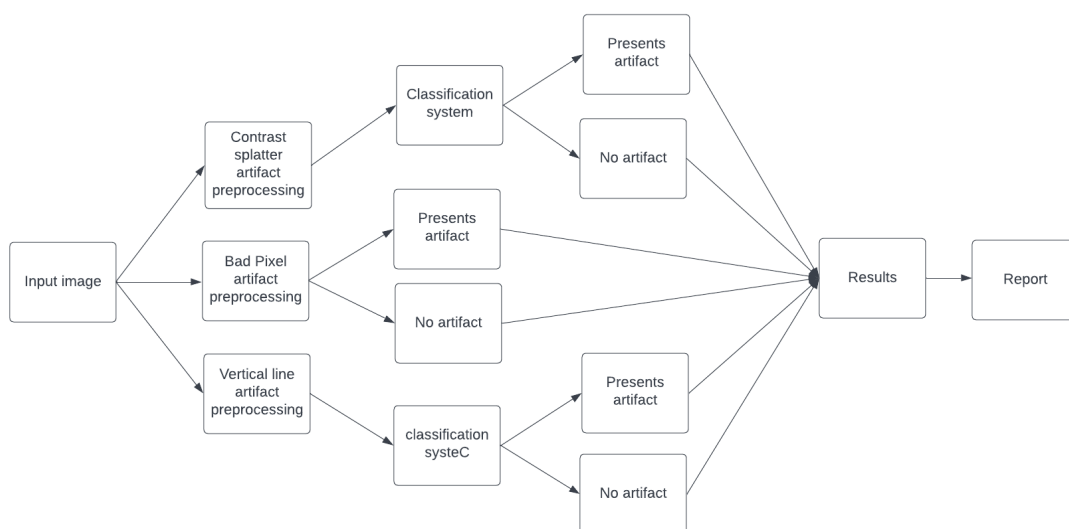 Input image
Contrast
splatter
artifact
preprocessing
Classification
system
Presents
artifact
No artifact
Bad Pixel
artifact
preprocessing
Presents
artifact
No artifact
Vertical line
artifact
preprocessing
classification
systeC
Presents
artifact
No artifact
Results
Report